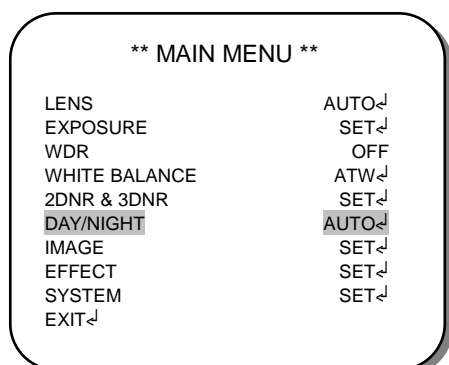 ** MAIN MENU **
LENS AUTO↲
EXPOSURE SET↲
WDR OFF
WHITE BALANCE ATW↲
2DNR & 3DNR SET↲
DAY/NIGHT AUTO↲
IMAGE SET↲
EFFECT SET↲
SYSTEM SET↲
EXIT↲